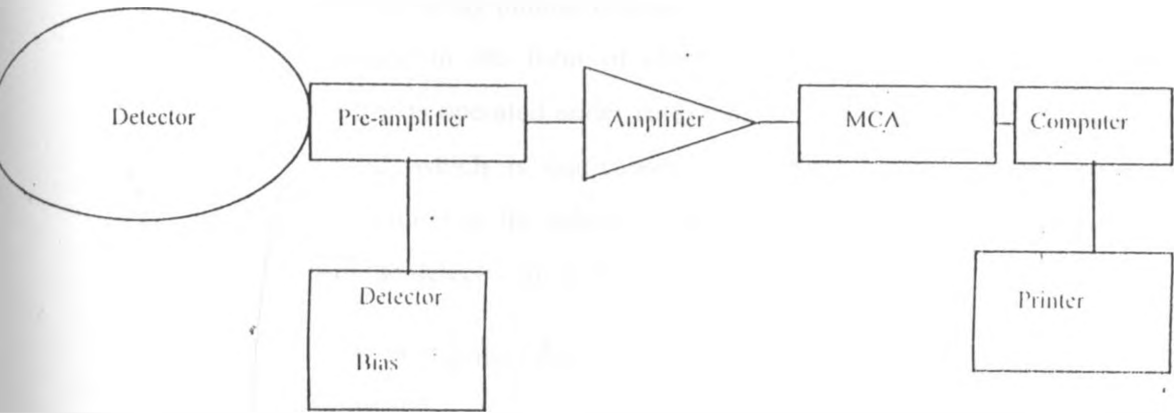 Detector
Pre-amplifier
Amplifier
MCA
Computer
Detector
Bias
Printer